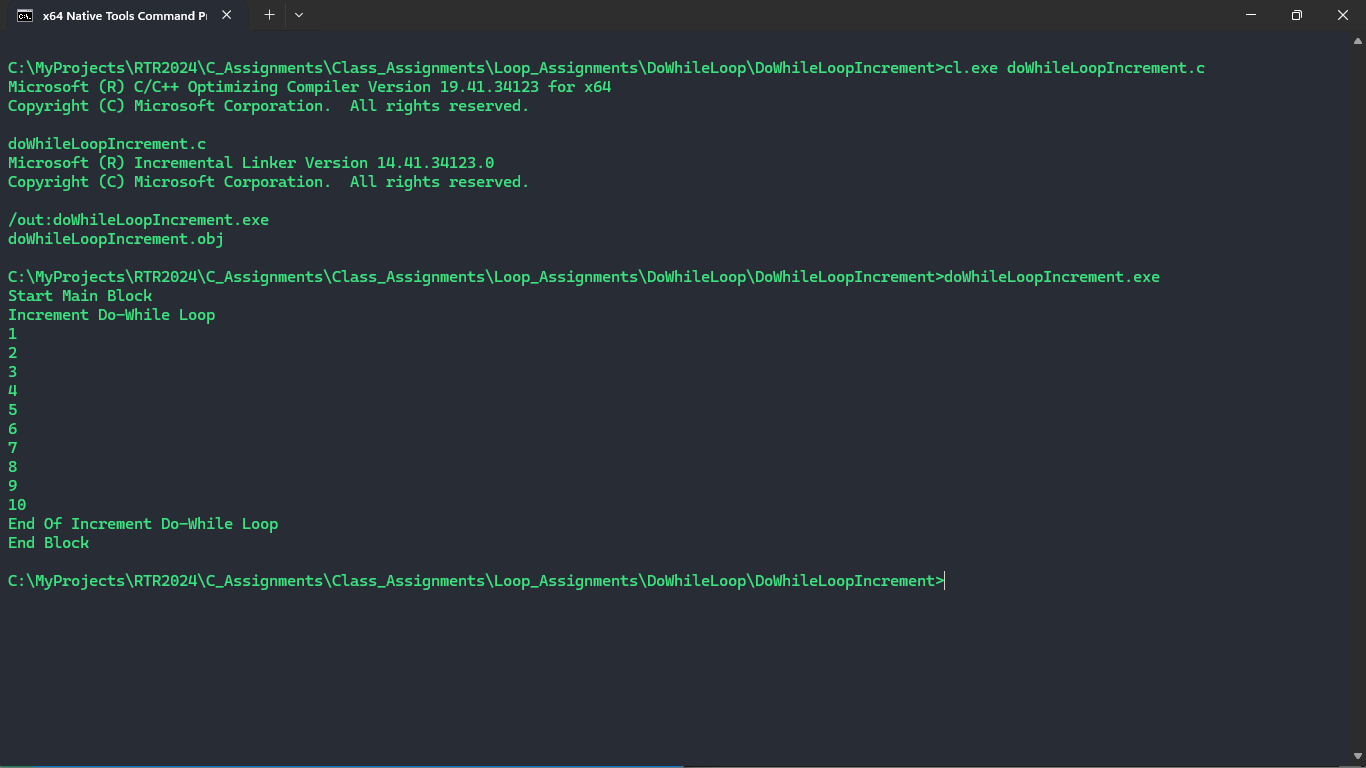 x64 Native Tools Command P
C:\MyProjects\RTR2024\C_Assignments\Class_Assignments\Loop_Assignments\DoWhileLoop\DoWhileLoopIncrement>cl.exe doWhileLoopIncrement.c
Microsoft (R) C/C++ Optimizing Compiler Version 19.41.34123 for x64
Copyright (C) Microsoft Corporation.  All rights reserved.
doWhileLoopIncrement.c
Microsoft (R) Incremental Linker Version 14.41.34123.0
Copyright (C) Microsoft Corporation.  All rights reserved.
/out:doWhileLoopIncrement.exe
doWhileLoopIncrement.obj
C:\MyProjects\RTR2024\C_Assignments\Class_Assignments\Loop_Assignments\DoWhileLoop\DoWhileLoopIncrement>doWhileLoopIncrement.exe
Start Main Block
Increment Do-While Loop
1
2
3
4
5
6
7
8
9
10
End Of Increment Do-While Loop
End Block
C:\MyProjects\RTR2024\C_Assignments\Class_Assignments\Loop_Assignments\DoWhileLoop\DoWhileLoopIncrement>